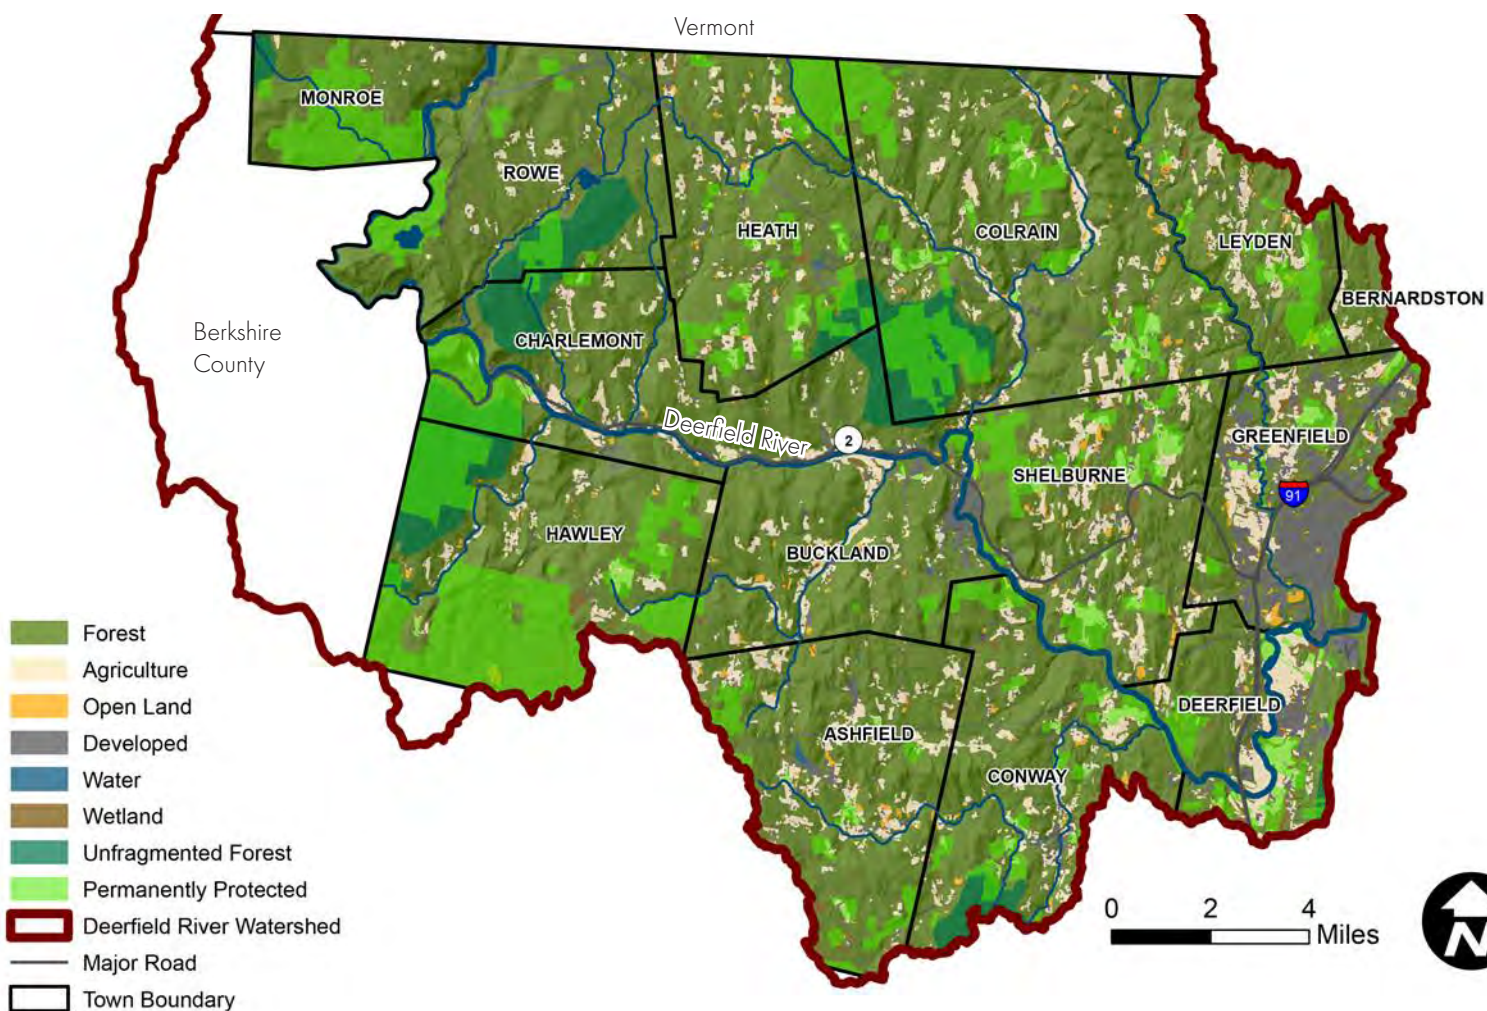 Vermont
MONROE
ROWE
HEATH
COLRAIN
LEYDEN
BERNARDSTON
Berkshire
County
CHARLEMONT
Deerfield River
2
GREENFIELD
SHELBURNE
91
HAWLEY
BUCKLAND
DEERFIELD
ASHFIELD
CONWAY
Forest
Agriculture
Open Land
Developed
Water
Wetland
Unfragmented Forest
Permanently Protected
Deerfield River Watershed
Major Road
Town Boundary
0 2 4
Miles
N